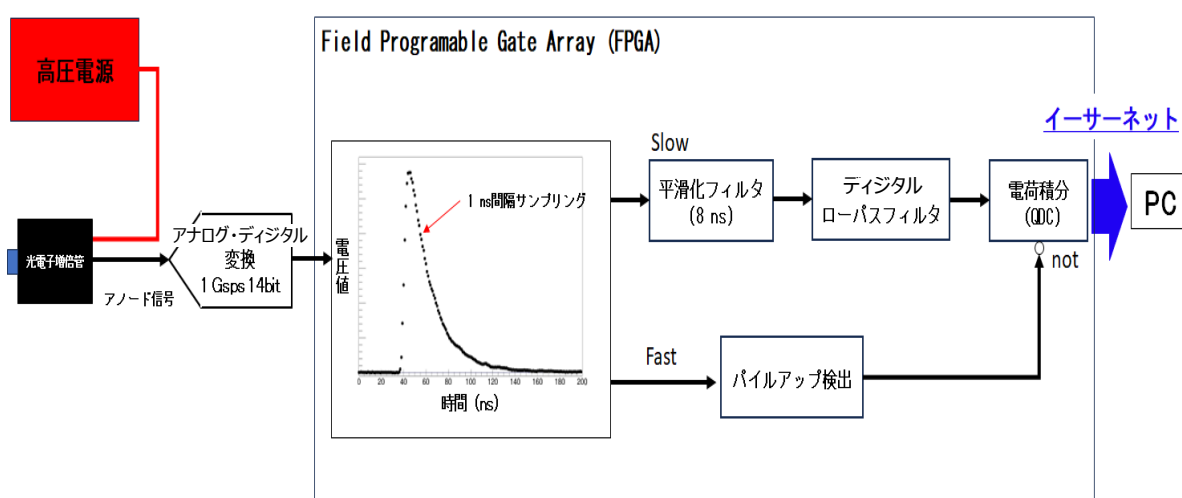 Field Programable Gate Array (FPGA)
高圧電源
イーサーネット
Slow
1 ns間隔サンプリング
平滑化フィルタ
(8 ns)
ディジタル
ローパスフィルタ
電荷積分
(QDC)
PC
アナログ・ディジタル
変換
1 Gsps 14bit
光電子増倍管
アノード信号
電圧値
not
Fast
パイルアップ検出
0 20 40 60 80 100 120 140 160 180 200
時間 (ns)